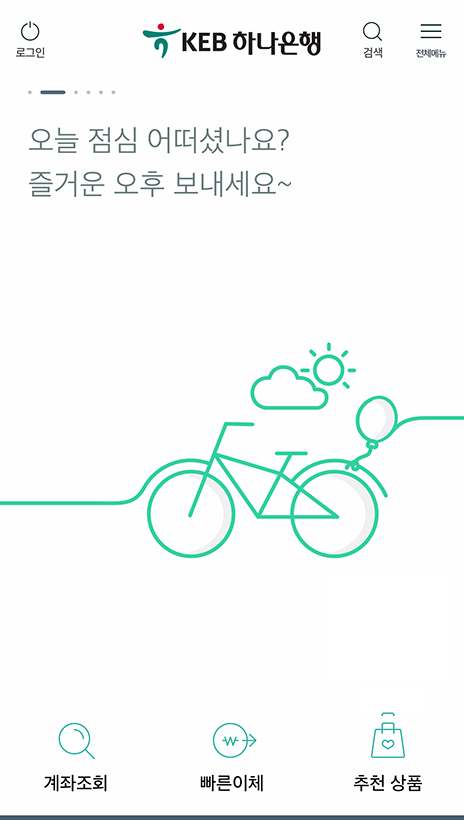 로그인
KEB 하나은행
검색
전체메뉴
오늘 점심 어떠셨나요?
즐거운 오후 보내세요~
₩
계좌조회
빠른이체
추천 상품